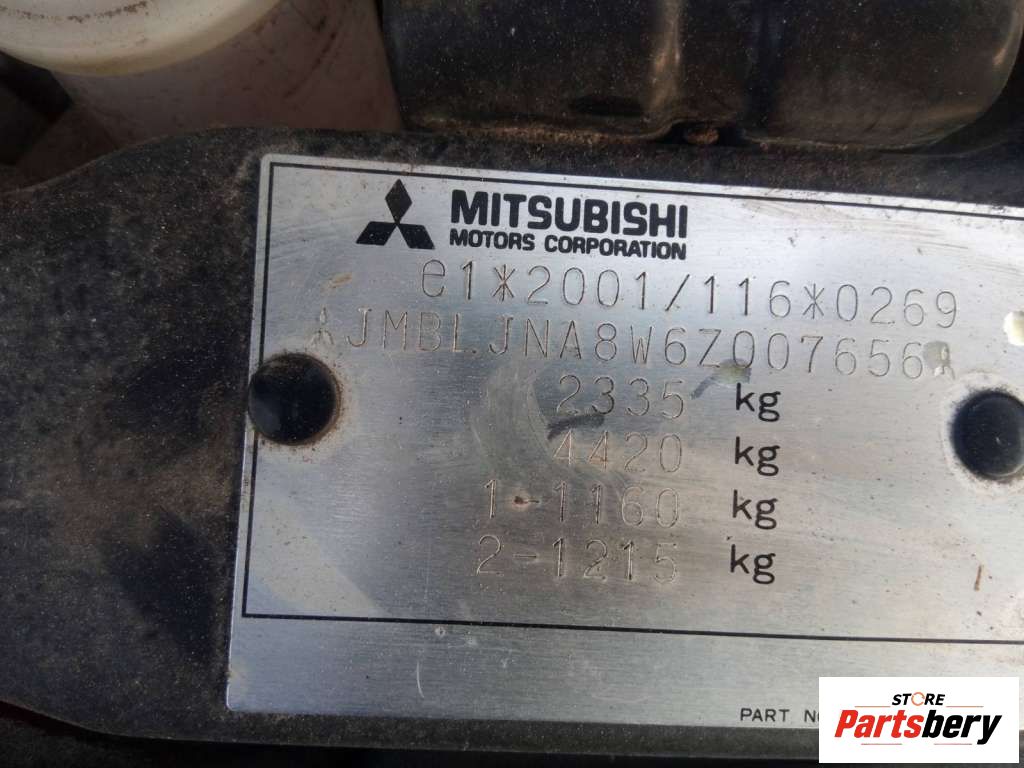 MITSUBISHI
MOTORS CORPORATION
e1*2001/116*0269
JMBLJNA8W6Z007656
2335 kg
4420 kg
1-1160 kg
2-1215 kg
PART
STORE
Partsbery